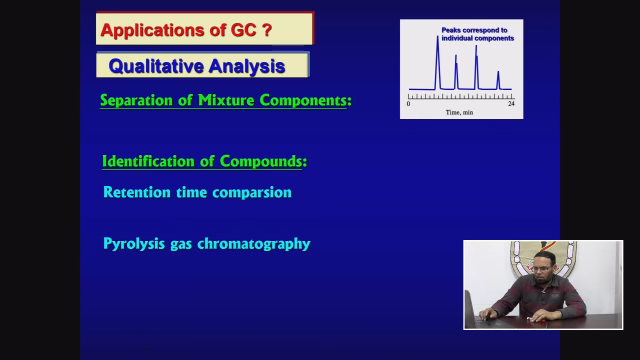 Applications of GC ?
Qualitative Analysis
Peaks correspond to
individual components
0
24
Time, min
Separation of Mixture Components:
Identification of Compounds:
Retention time comparsion
Pyrolysis gas chromatography